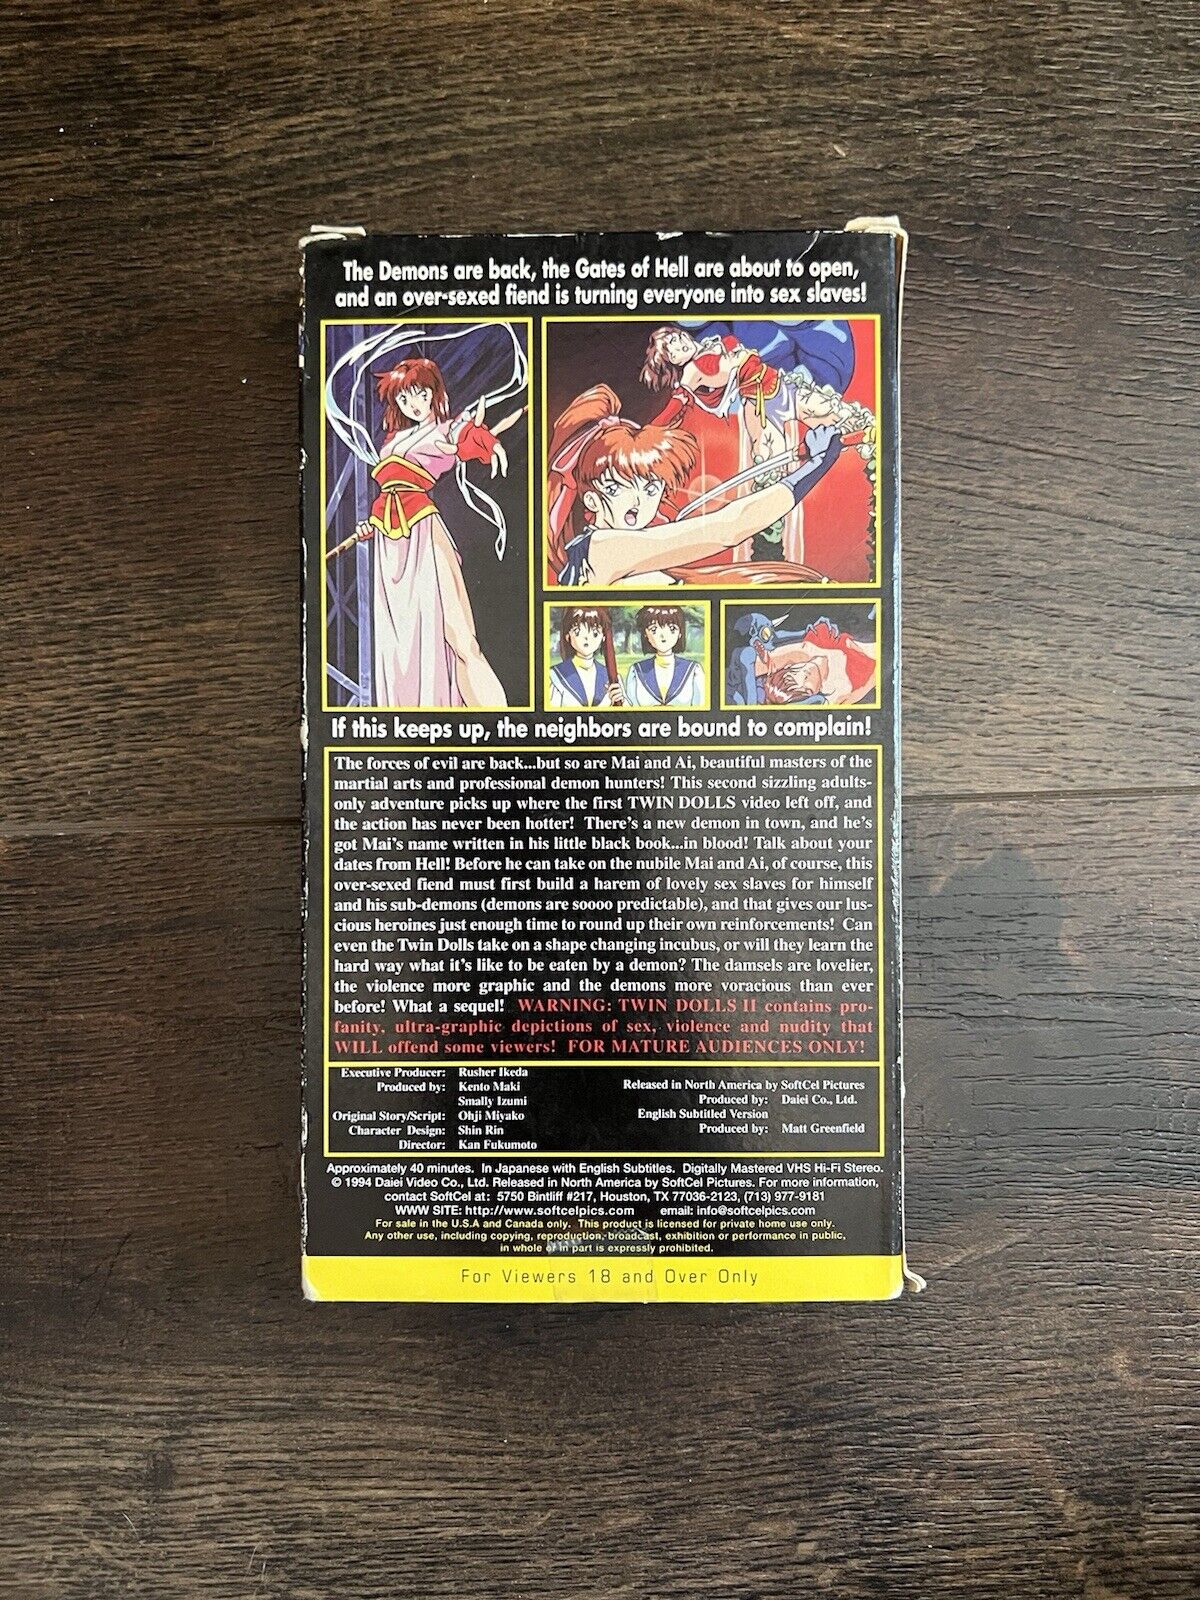 The Demons are back, the Gates of Hell are about to open,
and an over-sexed fiend is turning everyone into sex slaves!
If this keeps up, the neighbors are bound to complain!
The forces of evil are back...but so are Mai and Ai, beautiful masters of the
martial arts and professional demon hunters! This second sizzling adults-
only adventure picks up where the first TWIN DOLLS video left off, and
the action has never been hotter! There's a new demon in town, and he's
got Mai's name written in his little black book...in blood! Talk about your
dates from Hell! Before he can take on the nubile Mai and Ai, of course, this
over-sexed fiend must first build a harem of lovely sex slaves for himself
and his sub-demons (demons are soooo predictable), and that gives our lus-
cious heroines just enough time to round up their own reinforcements! Can
even the Twin Dolls take on a shape changing incubus, or will they learn the
hard way what it's like to be eaten by a demon? The damsels are lovelier,
the violence more graphic and the demons more voracious than ever
before! What a sequel! WARNING: TWIN DOLLS II contains pro-
fanity, ultra-graphic depictions of sex, violence and nudity that
WILL offend some viewers! FOR MATURE AUDIENCES ONLY!
Executive Producer: Rusher Ikeda
Produced by: Kento Maki
Smally Izumi
Original Story/Script: Ohji Miyako
Character Design: Shin Rin
Director: Kan Fukumoto
Released in North America by SoftCel Pictures
Produced by: Daiei Co., Ltd.
English Subtitled Version
Produced by: Matt Greenfield
Approximately 40 minutes. In Japanese with English Subtitles. Digitally Mastered VHS Hi-Fi Stereo.
© 1994 Daiei Video Co., Ltd. Released in North America by SoftCel Pictures. For more information,
contact SoftCel at: 5750 Bintliff #217, Houston, TX 77036-2123, (713) 977-9181
WWW SITE: http://www.softcelpics.com email: info@softcelpics.com
For sale in the U.S.A and Canada only. This product is licensed for private home use only.
Any other use, including copying, reproduction, broadcast, exhibition or performance in public,
in whole or in part is expressly prohibited.
For Viewers 18 and Over Only